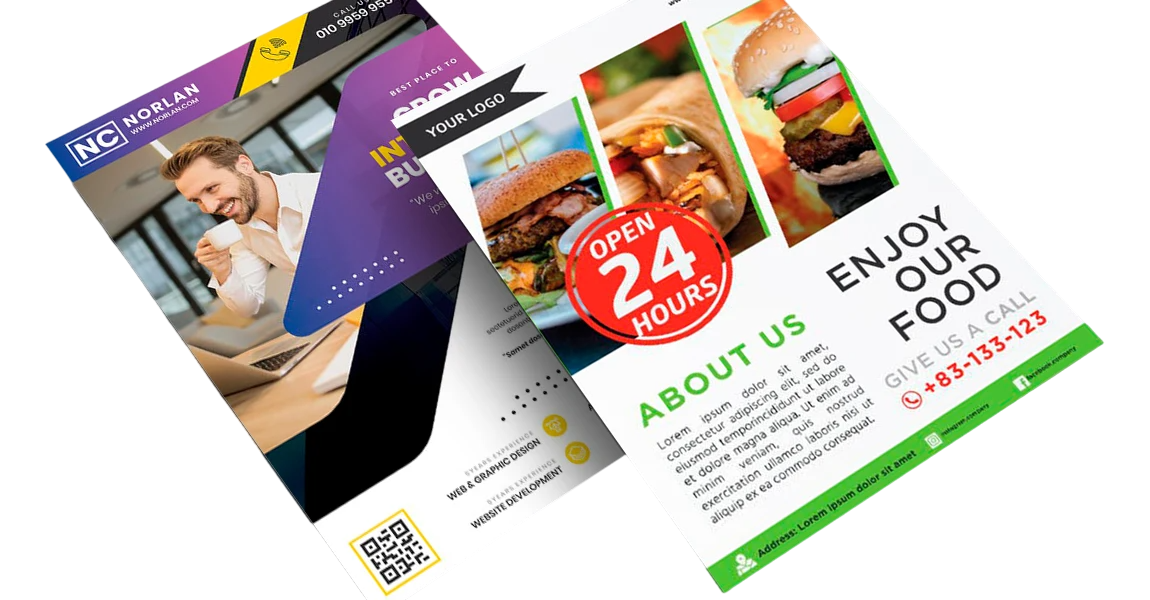 CALL US
010 9959 955
NC
NORLAN
WWW.NORLAN.COM
BEST PLACE TO
GROW
"We
YOUR LOGO
OPEN
24
HOURS
ENJOY
OUR
FOOD
GIVE US A CALL
+83-133-123
ABOUT US
Lorem ipsum dolor sit amet,
consectetur adipiscing elit, sed do
eiusmod temporincididunt ut labore
et dolore magna aliqua. Ut enim ad
minim veniam, quis nostrud
exercitation ullamco laboris nisi ut
aliquip ex ea commodo consequat.
5YEARS EXPERIENCE
WEB & GRAPHIC DESIGN
5YEARS EXPERIENCE
WEBSITE DEVELOPMENT
Address: Lorem ipsum dolor sit amet
instagram.company
facebook.company